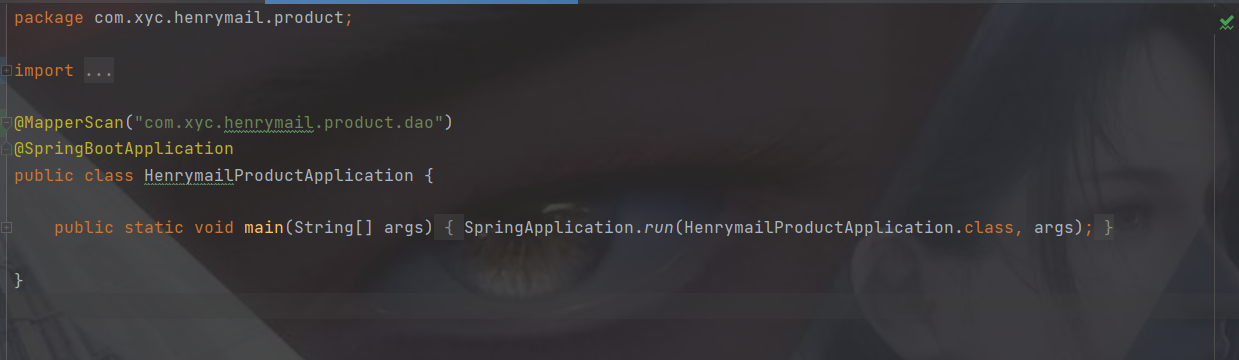 package com.xyc.henrymail.product;
import ...
@MapperScan("com.xyc.henrymail.product.dao")
@SpringBootApplication
public class HenrymailProductApplication {
public static void main(String[] args) { SpringApplication.run(HenrymailProductApplication.class, args); }
}